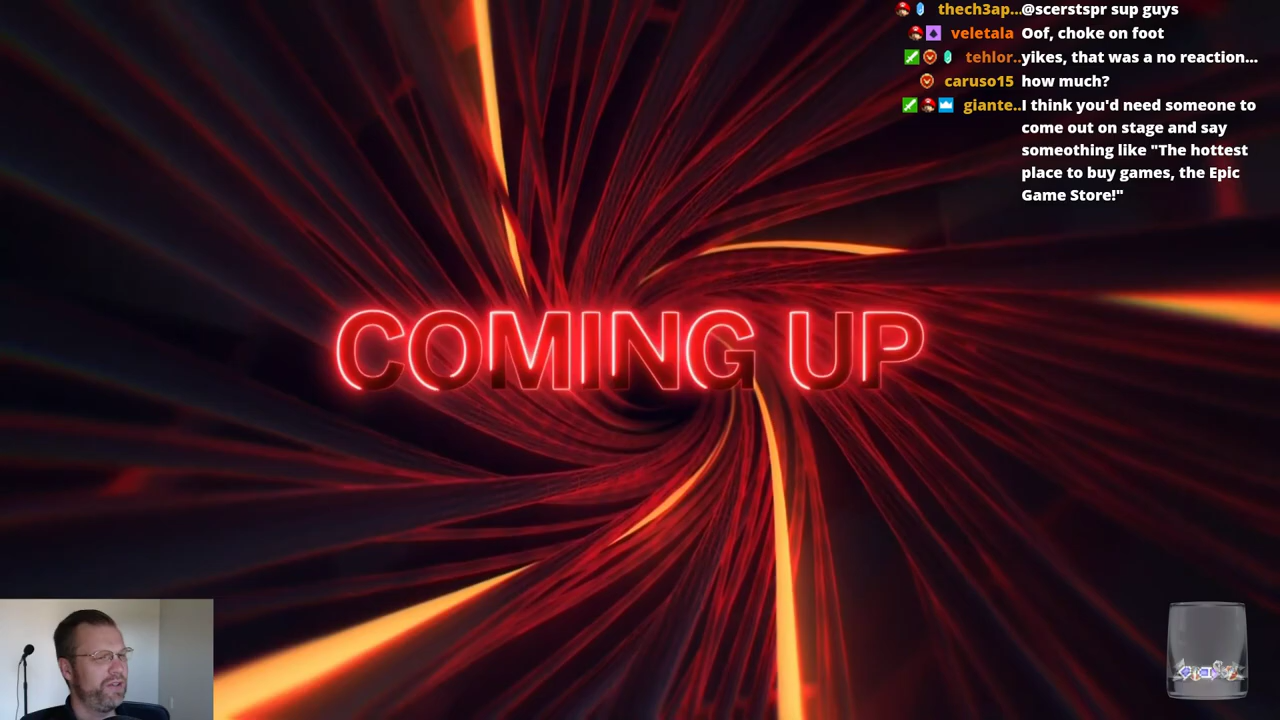 thech3ap... @scerstspr sup guys
veletala Oof, choke on foot
tehlor.. yikes, that was a no reaction...
caruso15 how much?
giante.. I think you'd need someone to
come out on stage and say
someothing like "The hottest
place to buy games, the Epic
Game Store!"
COMING UP